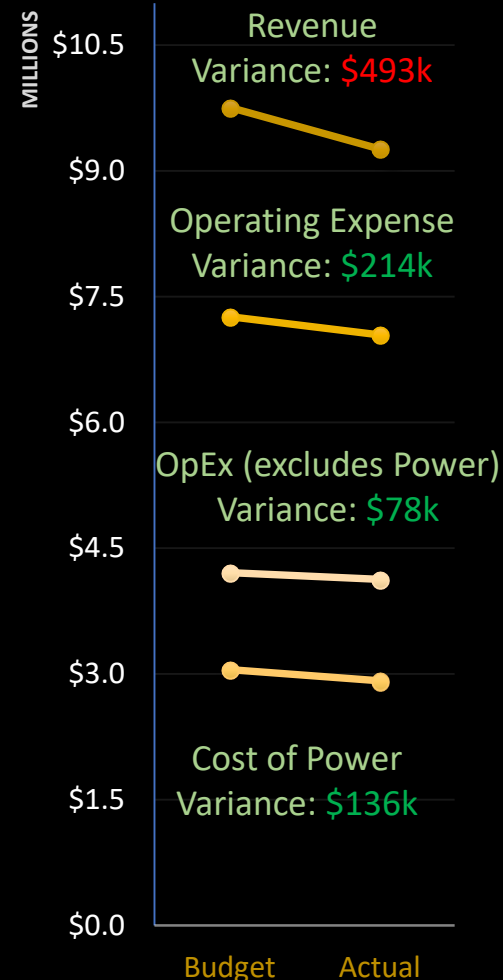 MILLIONS
$10.5
Revenue
Variance: $493k
$9.0
Operating Expense
Variance: $214k
$7.5
$6.0
OpEx (excludes Power)
Variance: $78k
$4.5
$3.0
Cost of Power
Variance: $136k
$1.5
$0.0
Budget Actual